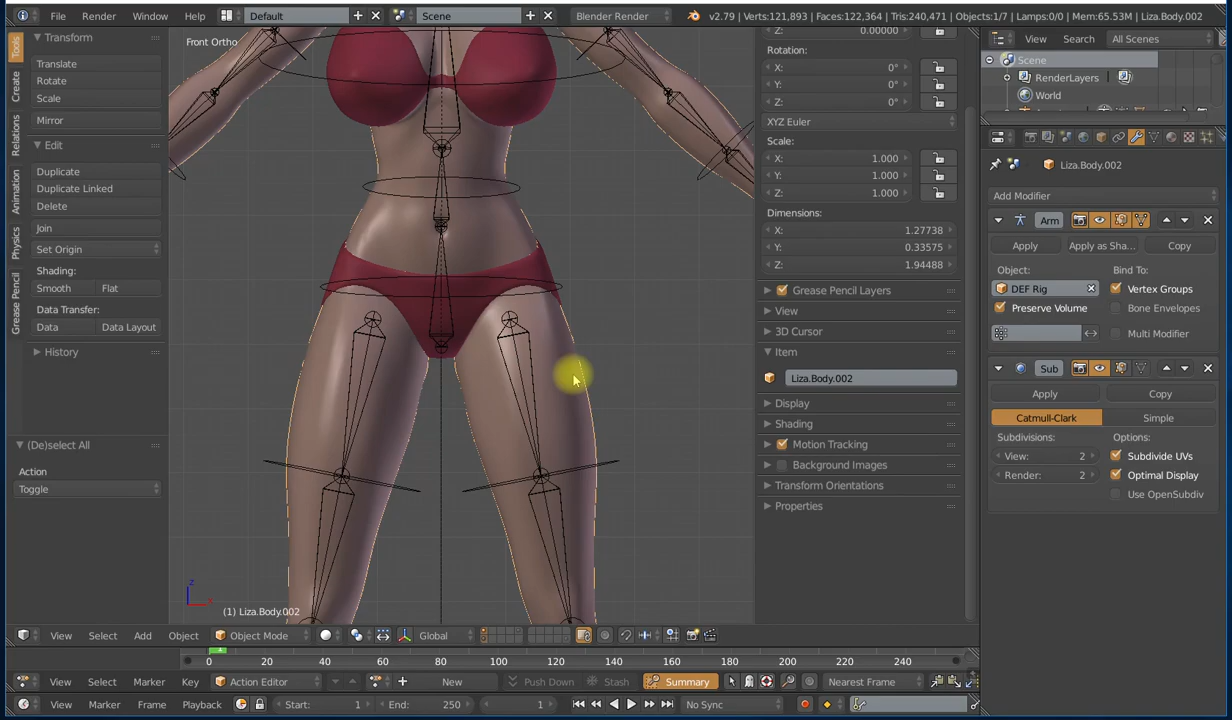 File Render Window Help Default Scene Blender Render v2.79 | Verts:121,893 | Faces:122,364 | Tris:240,471 | Objects:1/7 | Lamps:0/0 | Mem:65.53M | Liza.Body.002
Tools
Create
Relations
Animation
Physics
Grease Pencil
Transform
Translate
Rotate
Scale
Mirror
Edit
Duplicate
Duplicate Linked
Delete
Join
Set Origin
Shading:
Smooth Flat
Data Transfer:
Data Data Layout
History
(De)select All
Action
Toggle
Front Ortho
(1) Liza.Body.002
0.00000
Rotation:
X: 0°
Y: 0°
Z: 0°
XYZ Euler
Scale:
X: 1.000
Y: 1.000
Z: 1.000
Dimensions:
X: 1.27738
Y: 0.33575
Z: 1.94488
Grease Pencil Layers
View
3D Cursor
Item
Liza.Body.002
Display
Shading
Motion Tracking
Background Images
Transform Orientations
Properties
View Search All Scenes
Scene
RenderLayers
World
Liza.Body.002
Add Modifier
Arm
Apply Apply as Sha... Copy
Object: Bind To:
DEF Rig Vertex Groups
Preserve Volume Bone Envelopes
Multi Modifier
Sub
Apply Copy
Catmull-Clark Simple
Subdivisions: Options:
View: 2 Subdivide UVs
Render: 2 Optimal Display
Use OpenSubdiv
View Select Add Object Object Mode Global
0 20 40 60 80 100 120 140 160 180 200 220 240
View Select Marker Key Action Editor New Push Down Stash Summary Nearest Frame
View Marker Frame Playback Start: 1 End: 250 1 No Sync